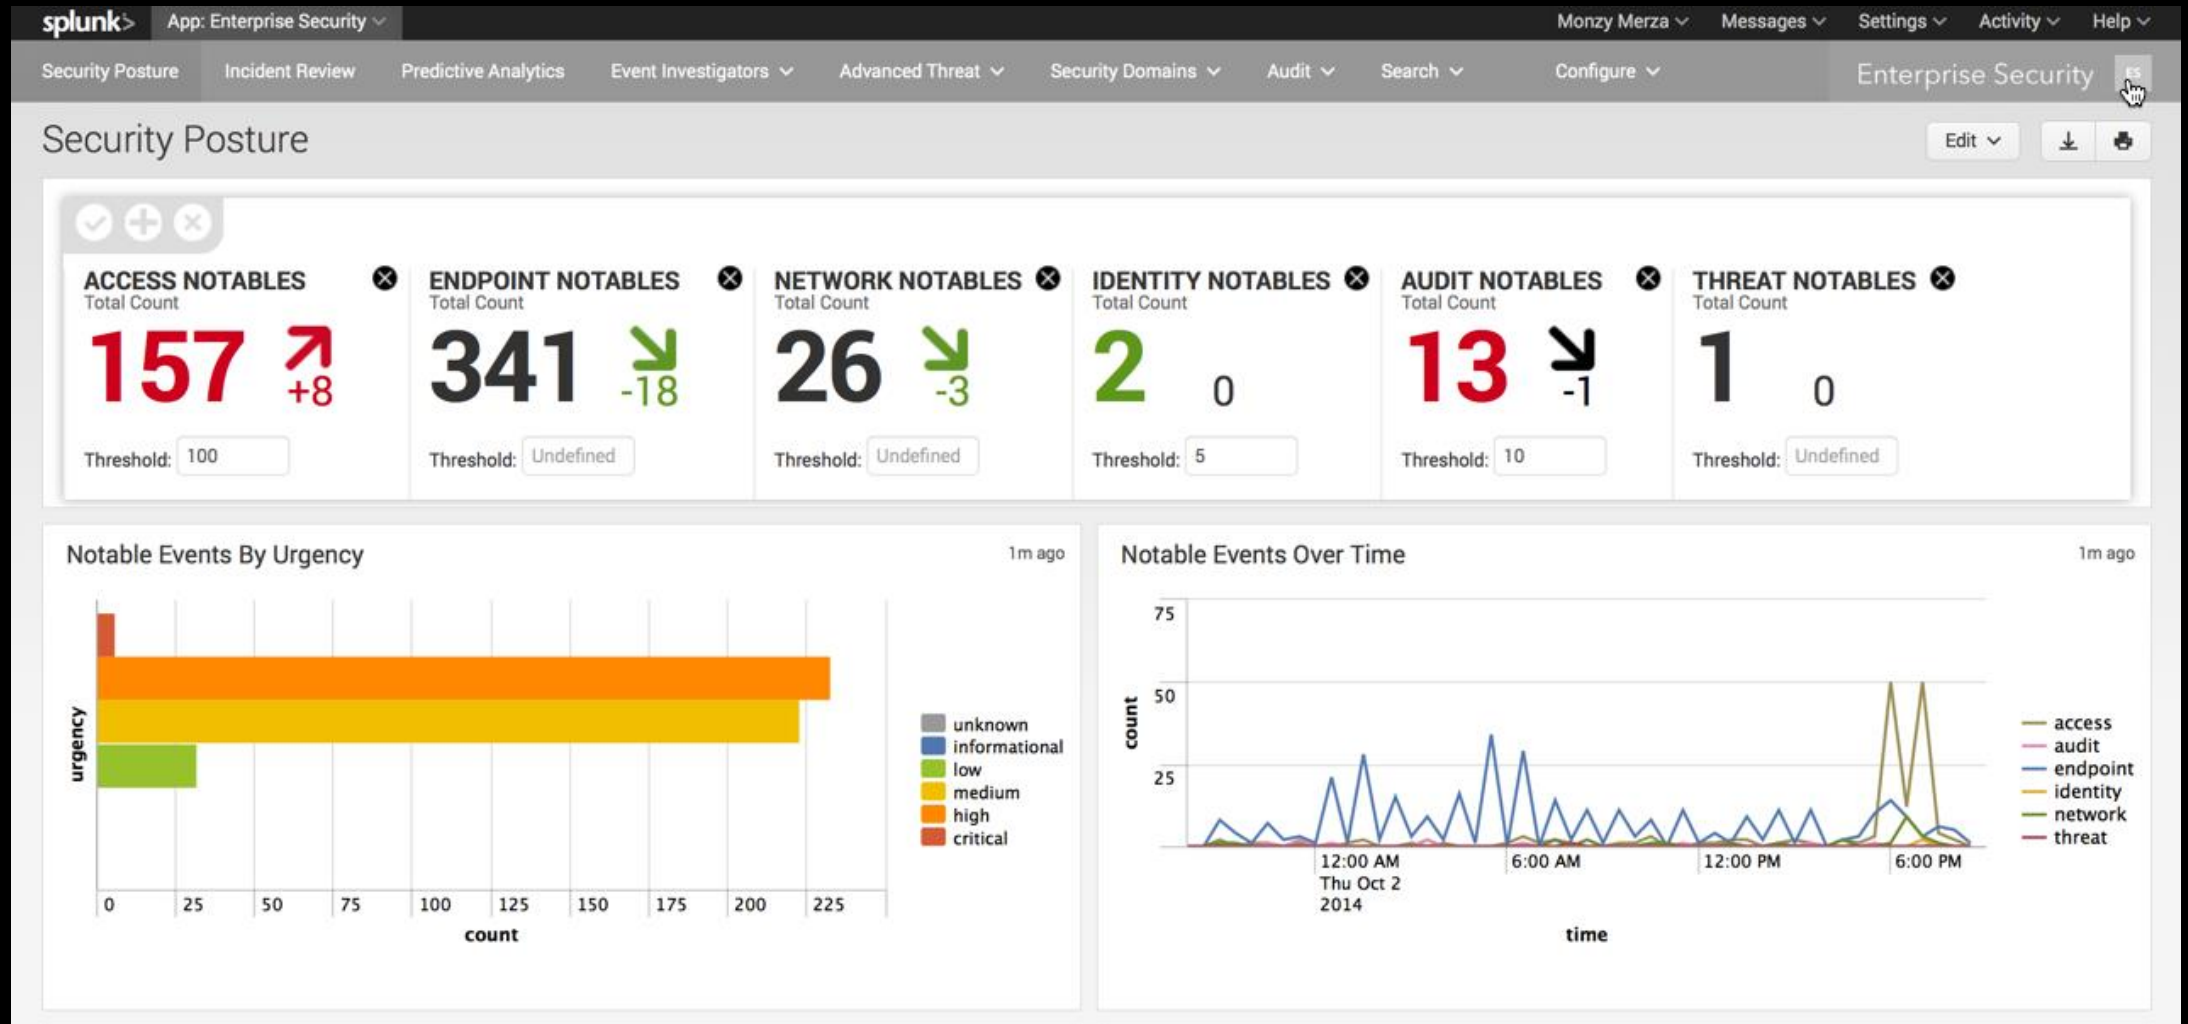 splunk> App: Enterprise Security Monzy Merza Messages Settings Activity Help
Security Posture Incident Review Predictive Analytics Event Investigators Advanced Threat Security Domains Audit Search Configure Enterprise Security ES
Security Posture Edit
ACCESS NOTABLES ENDPOINT NOTABLES NETWORK NOTABLES IDENTITY NOTABLES AUDIT NOTABLES THREAT NOTABLES
Total Count Total Count Total Count Total Count Total Count Total Count
157 +8 341 -18 26 -3 2 0 13 -1 1 0
Threshold: 100 Threshold: Undefined Threshold: Undefined Threshold: 5 Threshold: 10 Threshold: Undefined
Notable Events By Urgency 1m ago
urgency
unknown
informational
low
medium
high
critical
0 25 50 75 100 125 150 175 200 225
count
Notable Events Over Time 1m ago
75
50
25
count
access
audit
endpoint
identity
network
threat
12:00 AM 6:00 AM 12:00 PM 6:00 PM
Thu Oct 2
2014
time